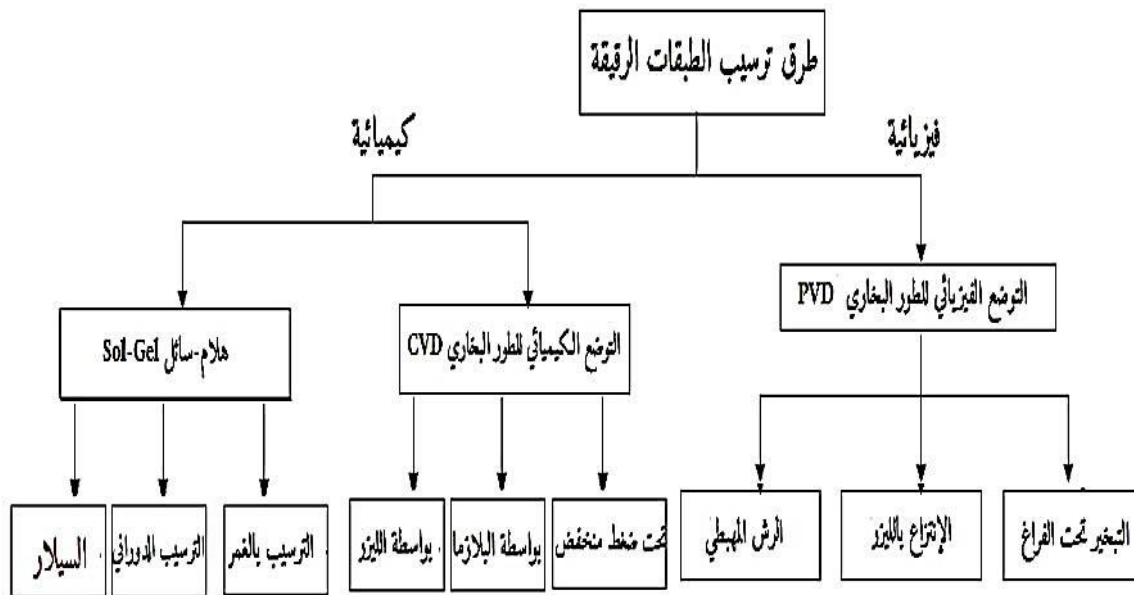 طرق ترسيب الطبقات الرقيقة
فيزيائية
كيميائية
التوضع الفيزيائي للطور البخاري PVD
التوضع الكيميائي للطور البخاري CVD
هلام-سائل Sol-Gel
التبخير تحت الفراغ
الإنتزاع بالليزر
الرش المهبطي
تحت ضغط منخفض
بواسطة البلازما
بواسطة الليزر
الترسيب بالغمر
الترسيب الدوراني
السيلار